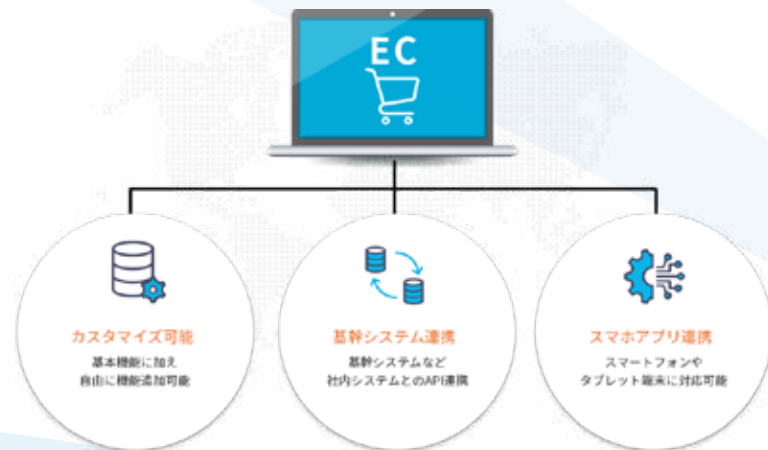 EC
カスタマイズ可能
基本機能に加え
自由に機能追加可能
基幹システム連携
基幹システムなど
社内システムとのAPI連携
スマホアプリ連携
スマートフォンや
タブレット端末に対応可能